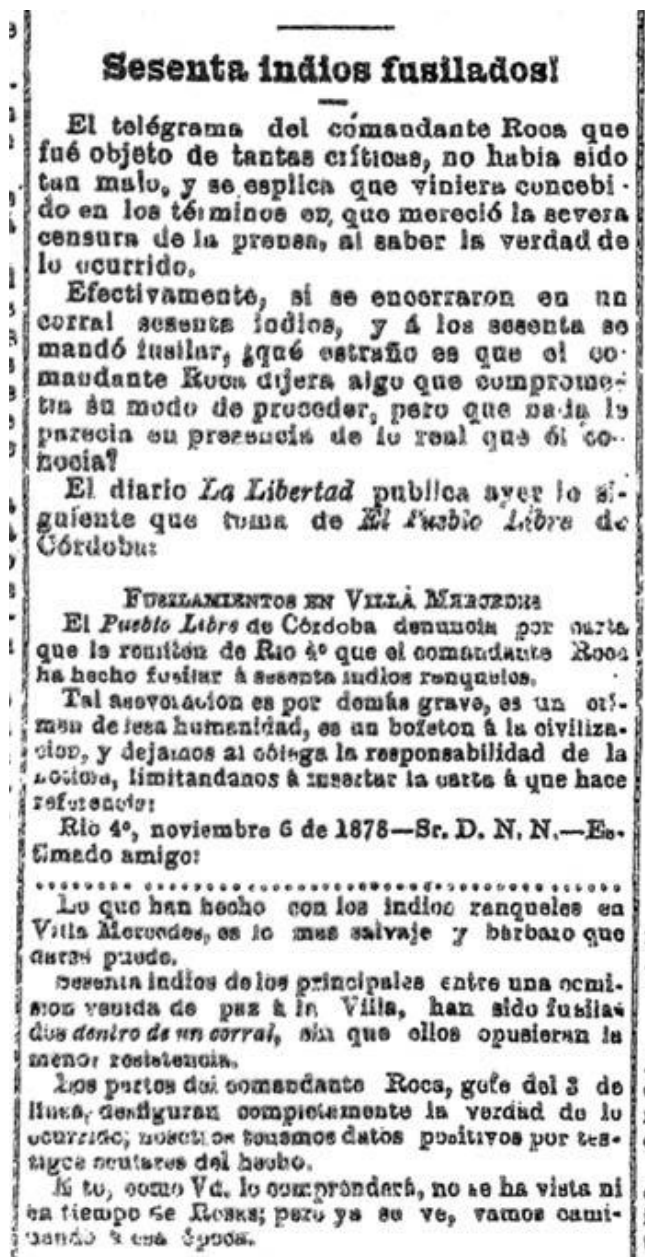 Sesenta indios fusilados!
El telégrama del comandante Roca que
fué objeto de tantas críticas, no habia sido
tan malo, y se esplica que viniera concebi-
do en los términos en que mereció la severa
censura de la prensa, al saber la verdad de
lo ocurrido.
Efectivamente, si se encerraron en un
corral sesenta indios, y á los sesenta se
mandó fusilar, ¿qué estraño es que el co-
mandante Roca dijera algo que comprome-
tia su modo de proceder, pero que nada le
parecia en presencia de lo real que él co-
nocia?
El diario La Libertad publica ayer lo si-
guiente que toma de El Pueblo Libre de
Córdoba:
FUSILAMIENTOS EN VILLA MERCEDES
El Pueblo Libre de Córdoba denuncia por carta
que le remiten de Rio 4º que el comandante Roca
ha hecho fusilar á sesenta indios ranqueles.
Tal aseveracion es por demás grave, es un crí-
men de lesa humanidad, es un bofeton á la civiliza-
cion, y dejamos al cólega la responsabilidad de la
noticia, limitandanos á insertar la carta á que hace
referencia:
Rio 4º, noviembre 6 de 1878—Sr. D. N. N.—Es-
timado amigo:
Lo que han hecho con los indios ranqueles en
Villa Mercedes, es lo mas salvaje y bárbaro que
darse puede.
Sesenta indios de los principales entre una comi-
sion venida de paz á la Villa, han sido fusila-
dos dentro de un corral, sin que ellos opusieran la
menor resistencia.
Los partes del comandante Roca, gefe del 3 de
linea, desfiguran completamente la verdad de lo
ocurrido; nosotros tenemos datos positivos por tes-
tigos oculares del hecho.
Esto, como Vd. lo comprenderá, no se ha visto ni
en tiempo de Rosas; pero ya se ve, vamos cami-
nando á esa época.